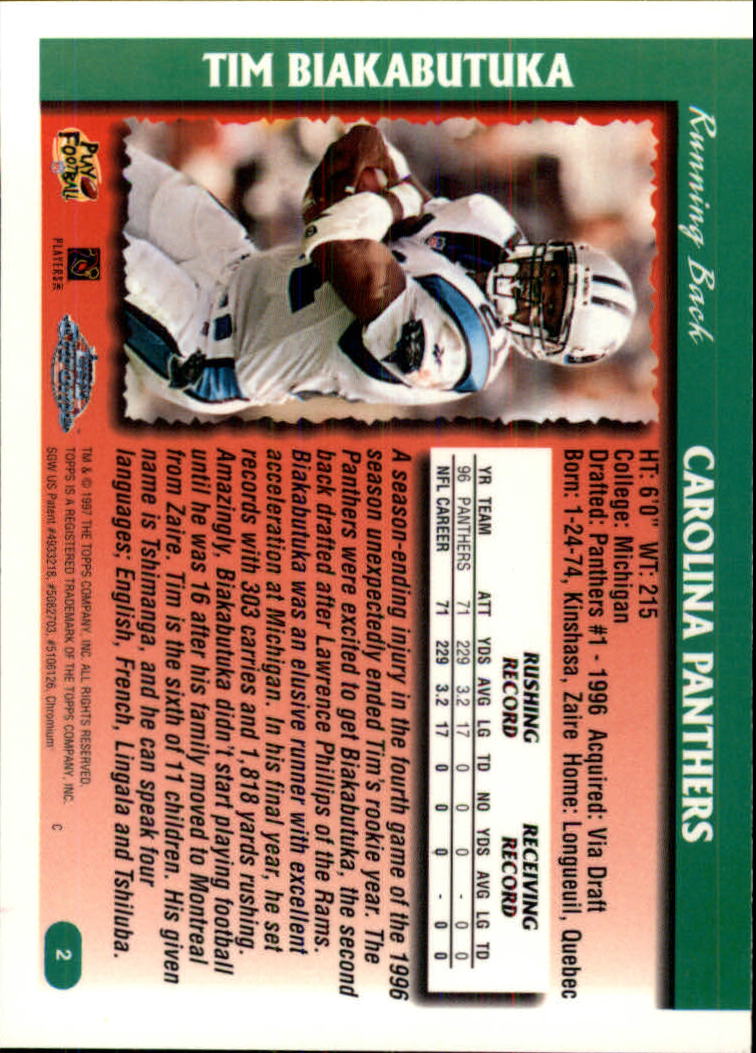 TIM BIAKABUTUKA
Running Back
CAROLINA PANTHERS
HT: 6'0" WT: 215
College: Michigan
Drafted: Panthers #1 - 1996 Acquired: Via Draft
Born: 1-24-74, Kinshasa, Zaire Home: Longueuil, Quebec
RUSHING RECEIVING
RECORD RECORD
YR TEAM ATT YDS AVG LG TD NO YDS AVG LG TD
96 PANTHERS 71 229 3.2 17 0 0 0 - 0 0
NFL CAREER 71 229 3.2 17 0 0 0 - 0 0
A season-ending injury in the fourth game of the 1996
season unexpectedly ended Tim's rookie year. The
Panthers were excited to get Biakabutuka, the second
back drafted after Lawrence Phillips of the Rams.
Biakabutuka was an elusive runner with excellent
acceleration at Michigan. In his final year, he set
records with 303 carries and 1,818 yards rushing.
Amazingly, Biakabutuka didn't start playing football
until he was 16 after his family moved to Montreal
from Zaire. Tim is the sixth of 11 children. His given
name is Tshimanga, and he can speak four
languages; English, French, Lingala and Tshiluba.
PLAY
FOOTBALL
PLAYERS
TM & © 1997 THE TOPPS COMPANY, INC. ALL RIGHTS RESERVED.
TOPPS IS A REGISTERED TRADEMARK OF THE TOPPS COMPANY, INC.
SGW US Patent #4933218, #5082703, #5106126, Chromium
C
2